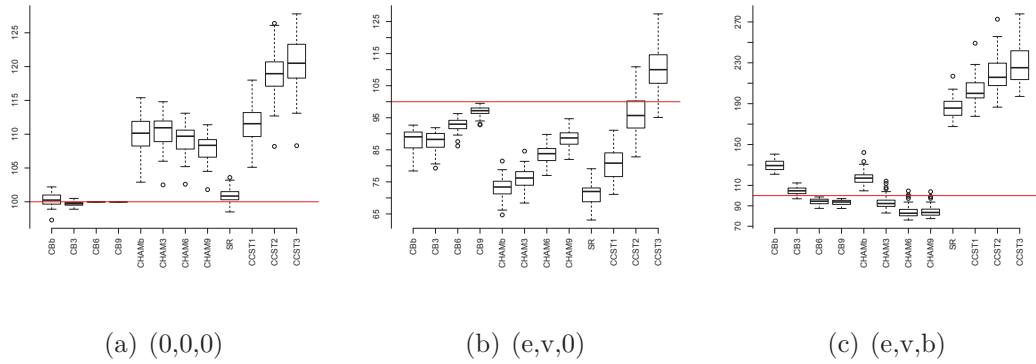 100 105 110 115 120 125
CBb CB3 CB6 CB9 CHAMb CHAM3 CHAM6 CHAM9 SR CCST1 CCST2 CCST3
(a) (0,0,0)
65 75 85 95 105 115 125
CBb CB3 CB6 CB9 CHAMb CHAM3 CHAM6 CHAM9 SR CCST1 CCST2 CCST3
(b) (e,v,0)
70 90 110 150 190 230 270
CBb CB3 CB6 CB9 CHAMb CHAM3 CHAM6 CHAM9 SR CCST1 CCST2 CCST3
(c) (e,v,b)